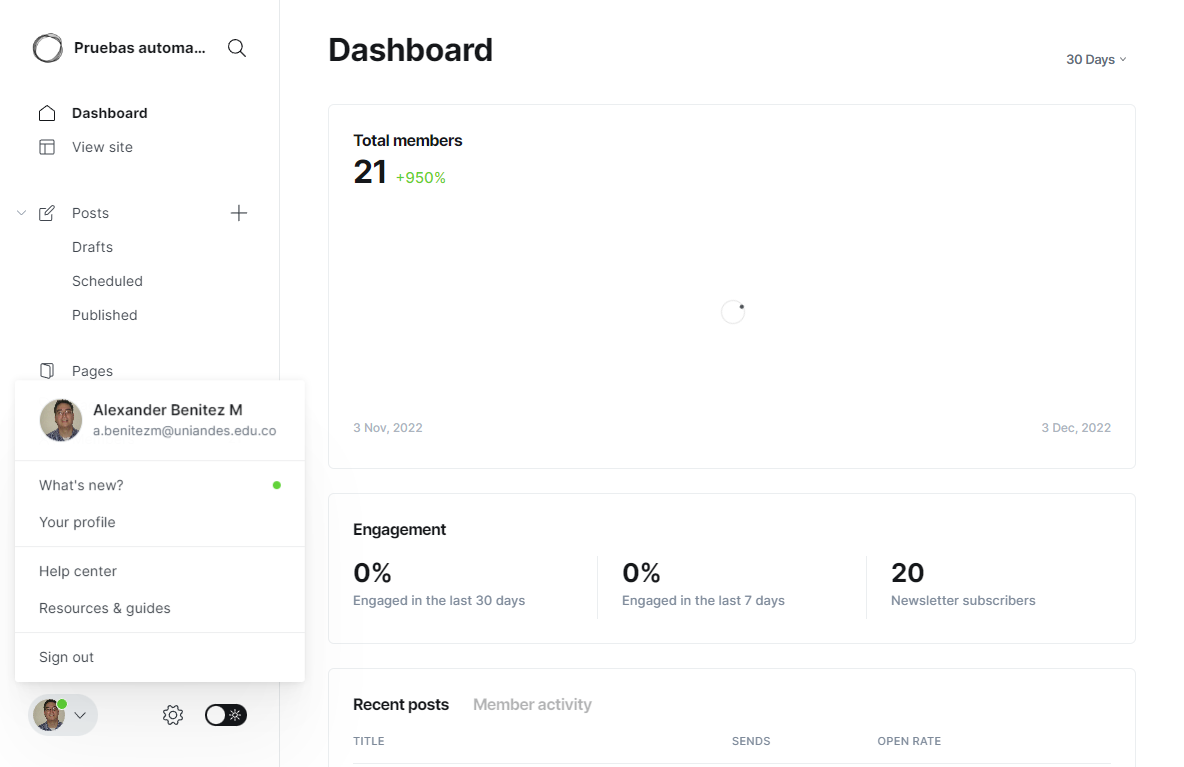 Pruebas automa...
Dashboard
View site
Posts
Drafts
Scheduled
Published
Pages
Alexander Benitez M
a.benitezm@uniandes.edu.co
What's new?
Your profile
Help center
Resources & guides
Sign out
Dashboard
30 Days
Total members
21 +950%
3 Nov, 2022 3 Dec, 2022
Engagement
0% 0% 20
Engaged in the last 30 days Engaged in the last 7 days Newsletter subscribers
Recent posts Member activity
TITLE SENDS OPEN RATE